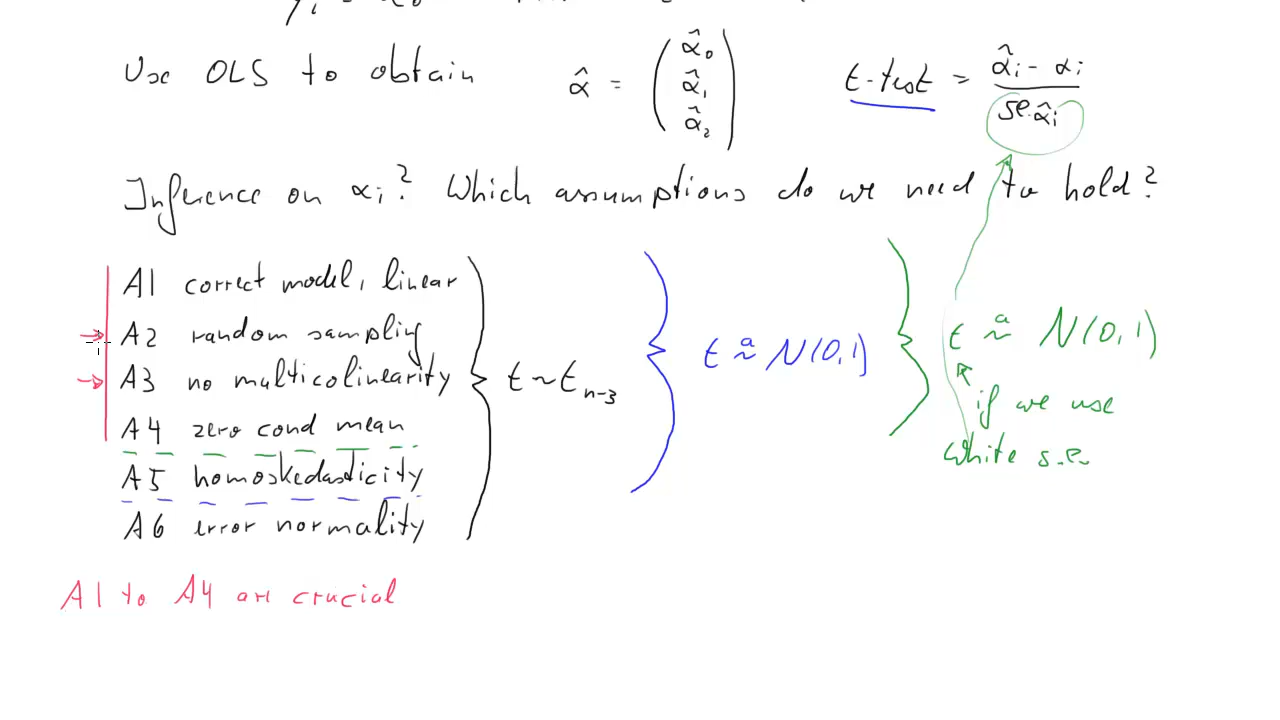 Use OLS to obtain α̂ = (α̂₀ α̂₁ α̂₂) t-test = (α̂ᵢ - αᵢ) / se α̂ᵢ
Inference on αᵢ? Which assumptions do we need to hold?
A1 correct model, linear
A2 random sampling
A3 no multicolinearity
A4 zero cond mean
A5 homoskedasticity
A6 error normality
t ~ tₙ₋₃
t ~ᵃ N(0,1)
t ~ᵃ N(0,1)
if we use
White s.e.
A1 to A4 are crucial